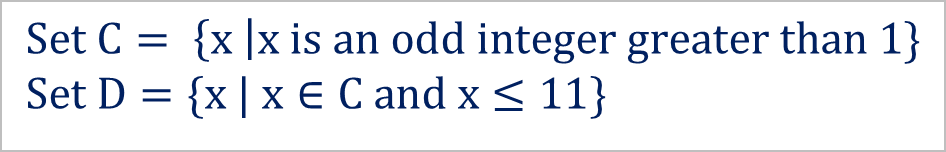 Set C = {x |x is an odd integer greater than 1}
Set D = {x | x ∈ C and x ≤ 11}